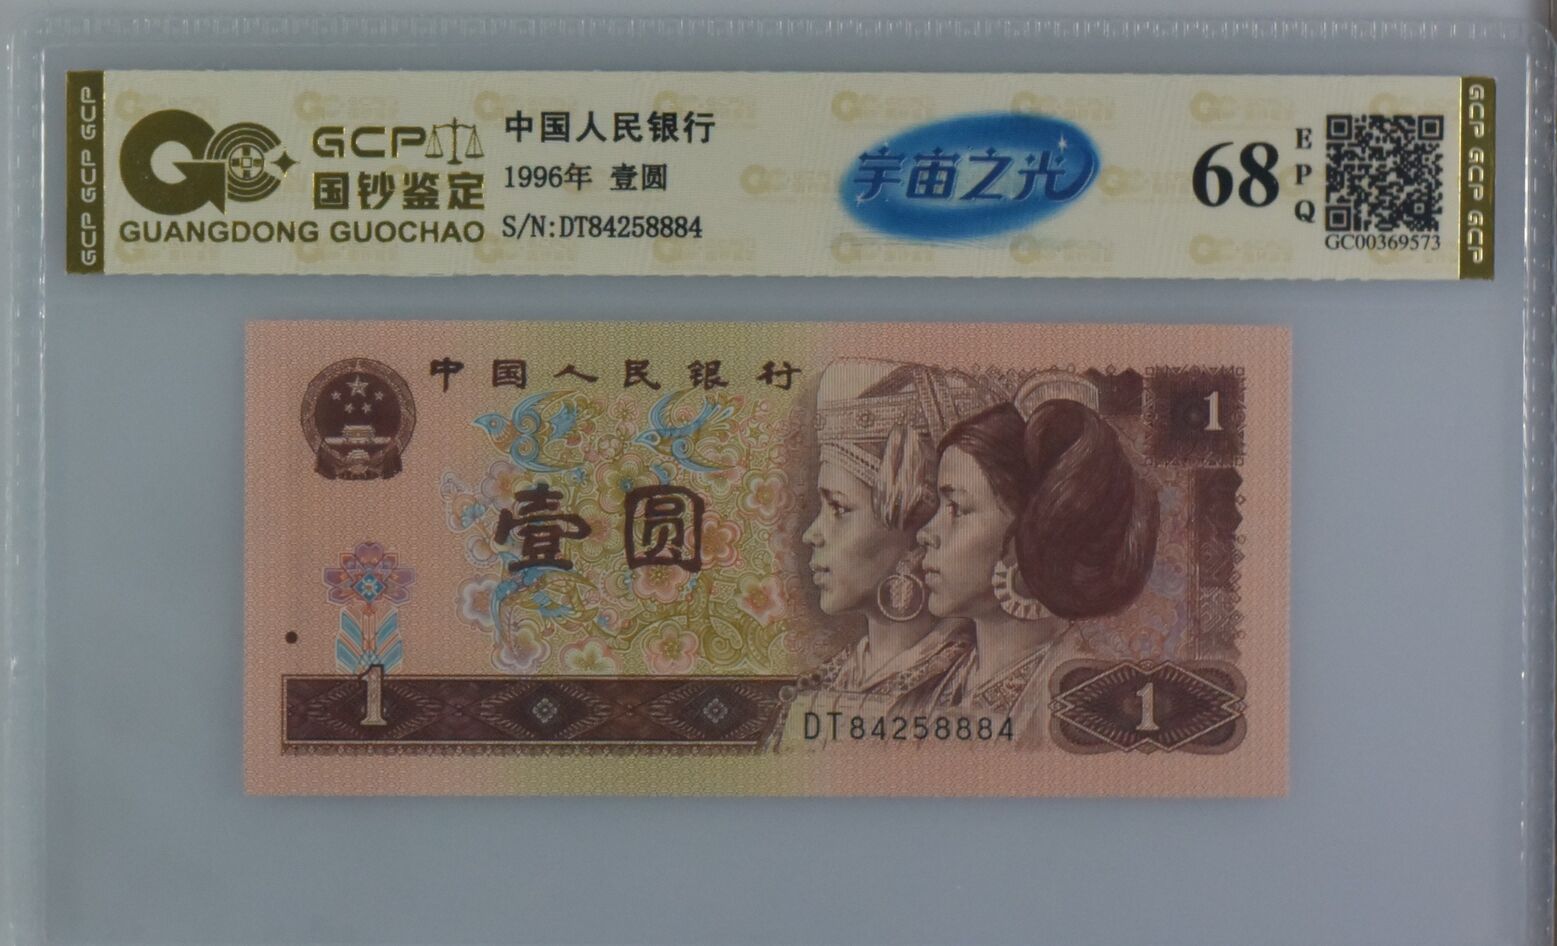 GCP GCP GCP
GCP
国钞鉴定
GUANGDONG GUOCHAO
中国人民银行
1996年 壹圆
S/N:DT84258884
宇宙之光
68
EPQ
GC00369573
GCP GCP GCP
中国人民银行
1
壹圆
1
DT84258884
1